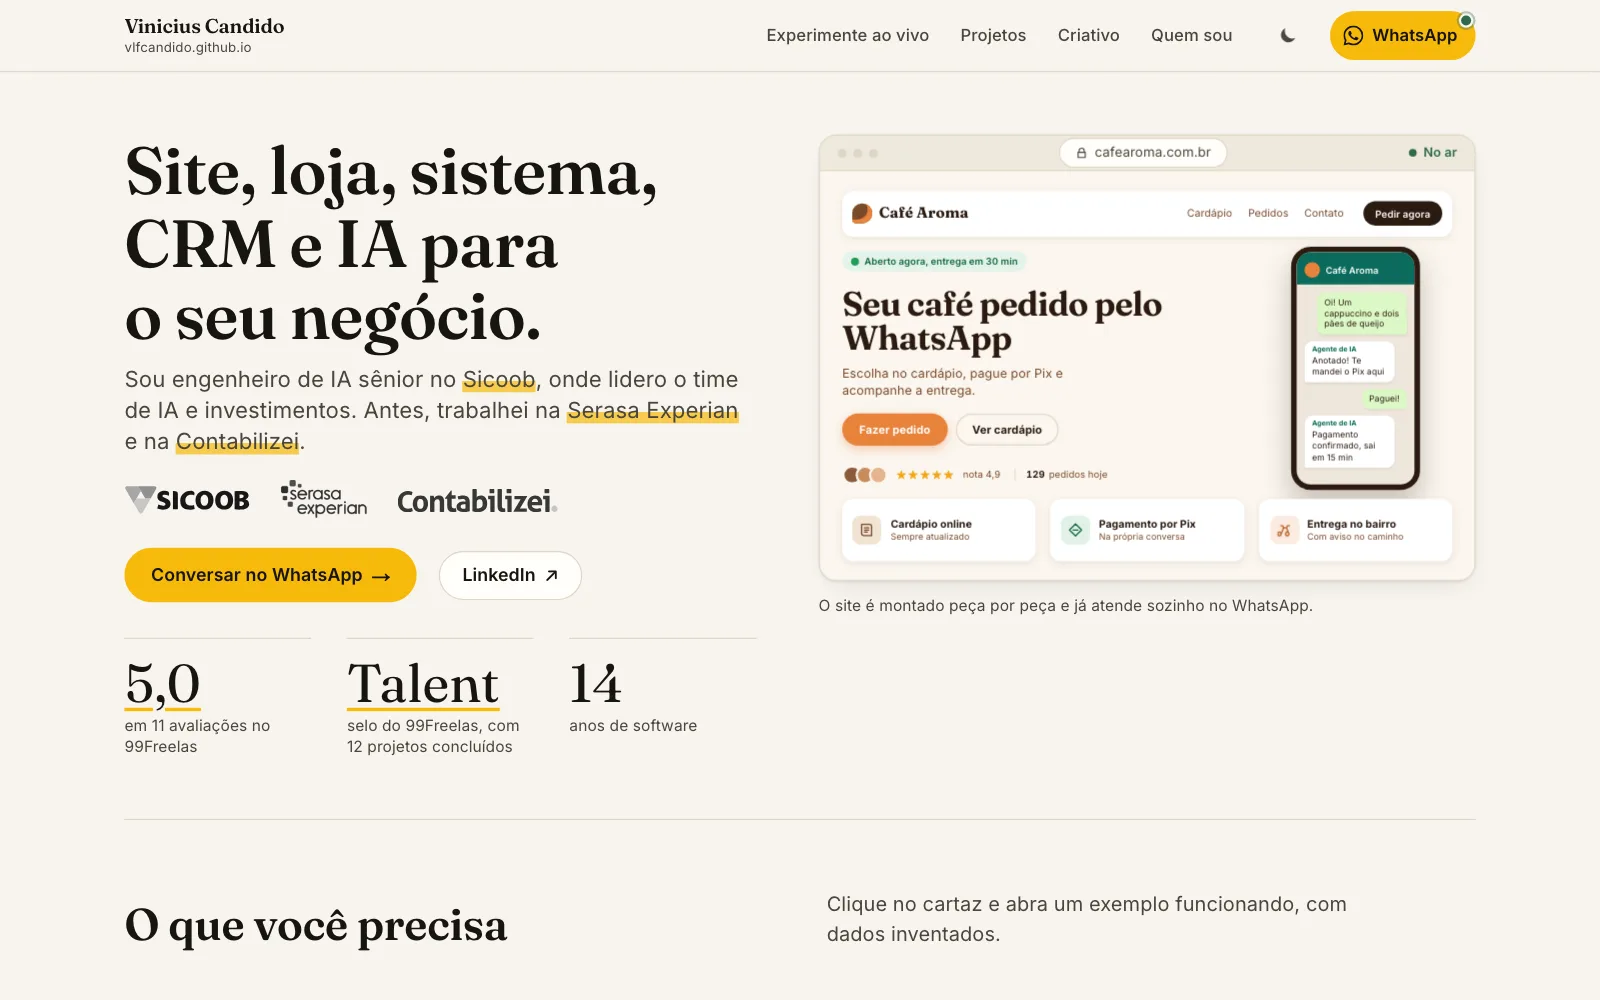 Vinicius Candido
vlfcandido.github.io
Experimente ao vivo
Projetos
Criativo
Quem sou
WhatsApp
Site, loja, sistema,
CRM e IA para
o seu negócio.
Sou engenheiro de IA sênior no Sicoob, onde lidero o time
de IA e investimentos. Antes, trabalhei na Serasa Experian
e na Contabilizei.
SICOOB
serasa
experian
Contabilizei.
Conversar no WhatsApp →
LinkedIn ↗
5,0
em 11 avaliações no
99Freelas
Talent
selo do 99Freelas, com
12 projetos concluídos
14
anos de software
cafearoma.com.br
No ar
Café Aroma
Cardápio
Pedidos
Contato
Pedir agora
Aberto agora, entrega em 30 min
Seu café pedido pelo
WhatsApp
Escolha no cardápio, pague por Pix e
acompanhe a entrega.
Fazer pedido
Ver cardápio
★★★★★ nota 4,9
129 pedidos hoje
Café Aroma
Oi! Um
cappuccino e dois
pães de queijo
Agente de IA
Anotado! Te
mandei o Pix aqui
Paguei!
Agente de IA
Pagamento
confirmado, sai
em 15 min
Cardápio online
Sempre atualizado
Pagamento por Pix
Na própria conversa
Entrega no bairro
Com aviso no caminho
O site é montado peça por peça e já atende sozinho no WhatsApp.
O que você precisa
Clique no cartaz e abra um exemplo funcionando, com
dados inventados.